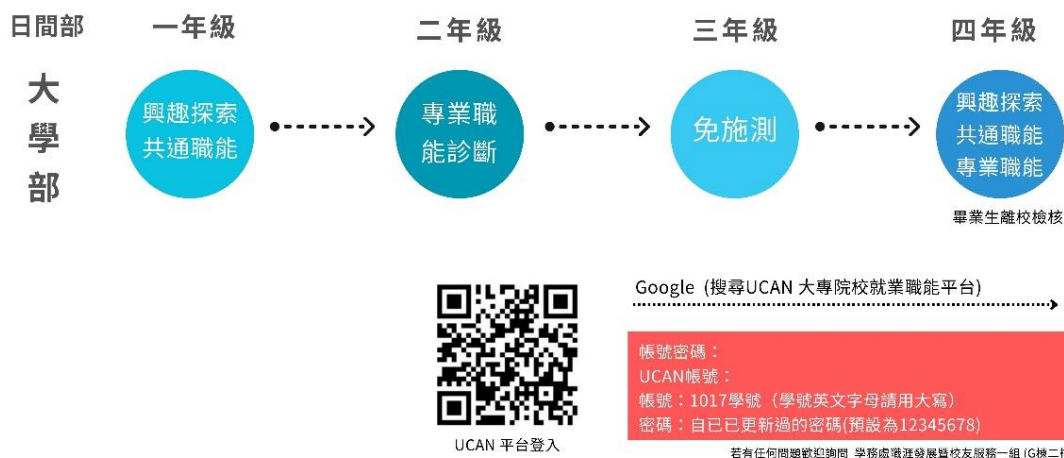 日間部
一年級
二年級
三年級
四年級
大學部
興趣探索
共通職能
專業職
能診斷
免施測
興趣探索
共通職能
專業職能
畢業生離校檢核
Google (搜尋UCAN 大專院校就業職能平台)
帳號密碼：
UCAN帳號：
帳號：1017學號（學號英文字母請用大寫）
密碼：自已已更新過的密碼(預設為12345678)
UCAN 平台登入
若有任何問題歡迎詢問 學務處職涯發展暨校友服務一組 (G棟二